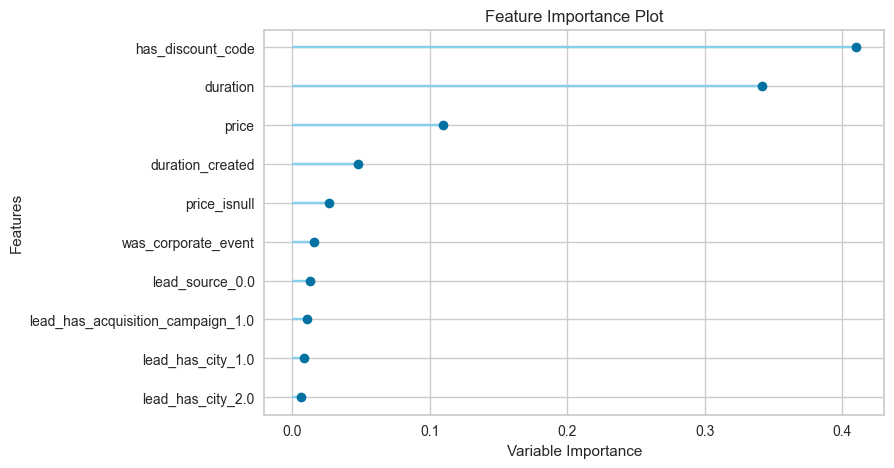 Feature Importance Plot
Features
has_discount_code
duration
price
duration_created
price_isnull
was_corporate_event
lead_source_0.0
lead_has_acquisition_campaign_1.0
lead_has_city_1.0
lead_has_city_2.0
0.0 0.1 0.2 0.3 0.4
Variable Importance